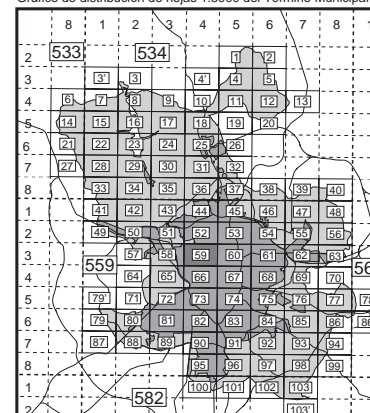 Gráfico de distribución de hojas 1:5000 del Término Municipal
8 1 2 3 4 5 6 7 8
533 534
2 1 2
3 3' 3 4' 4 5
4 6 7 8 9 10 11 12 13
5 14 15 16 17 18 19 20
6 21 22 23 24 25 26
7 27 28 29 30 31 32
8 33 34 35 36 37 38 39 40
1 41 42 43 44 45 46 47 48
2 49 50 51 52 53 54 55 56
3 559 57 58 59 60 61 62 63 56
4 64 65 66 67 68 69 70
5 79' 71 72 73 74 75 76 77 78
6 79 80 81 82 83 84 85 86 86
7 87 88 89 90 91 92 93 94
8 95 96 97 98 99
1 582 100 101 102 103
103'